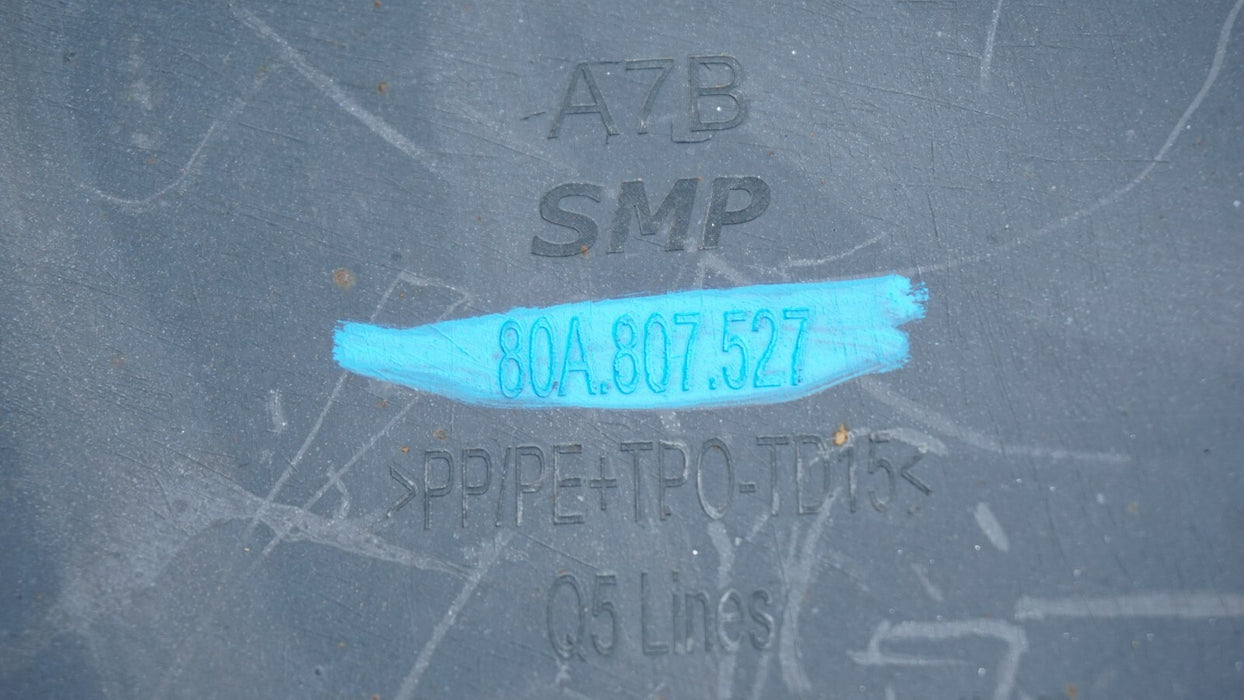 A7B
SMP
80A.807.527
>PP/PE+TPO-TD15<
Q5 Lines